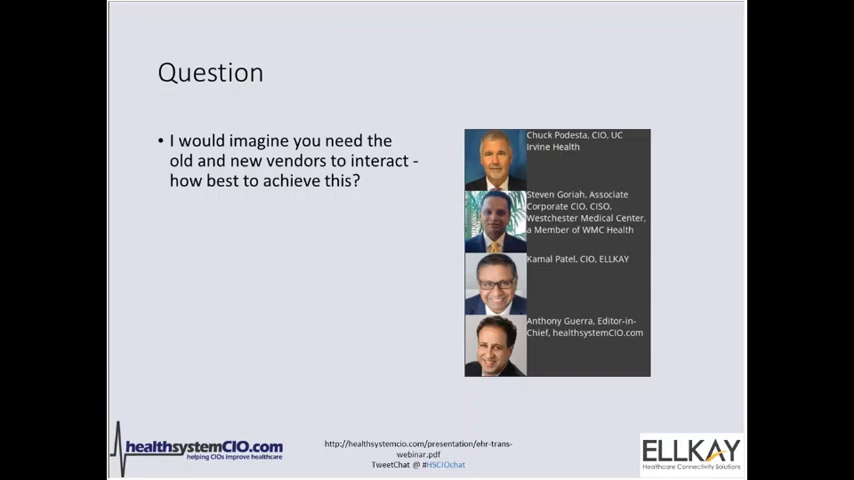 Question
• I would imagine you need the
old and new vendors to interact -
how best to achieve this?
Chuck Podesta, CIO, UC
Irvine Health
Steven Goriah, Associate
Corporate CIO, CISO,
Westchester Medical Center,
a Member of WMC Health
Kamal Patel, CIO, ELLKAY
Anthony Guerra, Editor-in-
Chief, healthsystemCIO.com
healthsystemCIO.com
helping CIOs improve healthcare
http://healthsystemcio.com/presentation/ehr-trans-
webinar.pdf
TweetChat @ #HSCIOchat
ELLKAY
Healthcare Connectivity Solutions